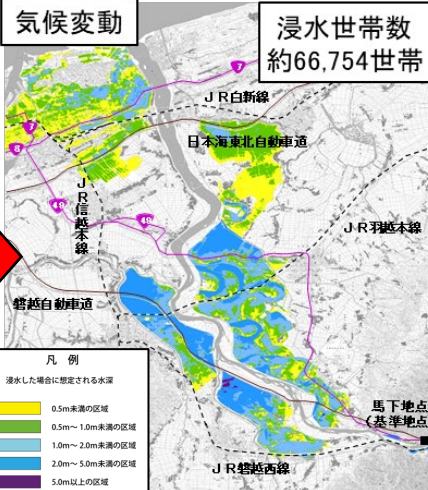 気候変動
浸水世帯数
約66,754世帯
7
JR白新線
日本海東北自動車道
7
8
49
49
JR信越本線
JR羽越本線
磐越自動車道
凡 例
浸水した場合に想定される水深
0.5m未満の区域
0.5m～1.0m未満の区域
1.0m～2.0m未満の区域
2.0m～5.0m未満の区域
5.0m以上の区域
馬下地点
(基準地点
JR磐越西線